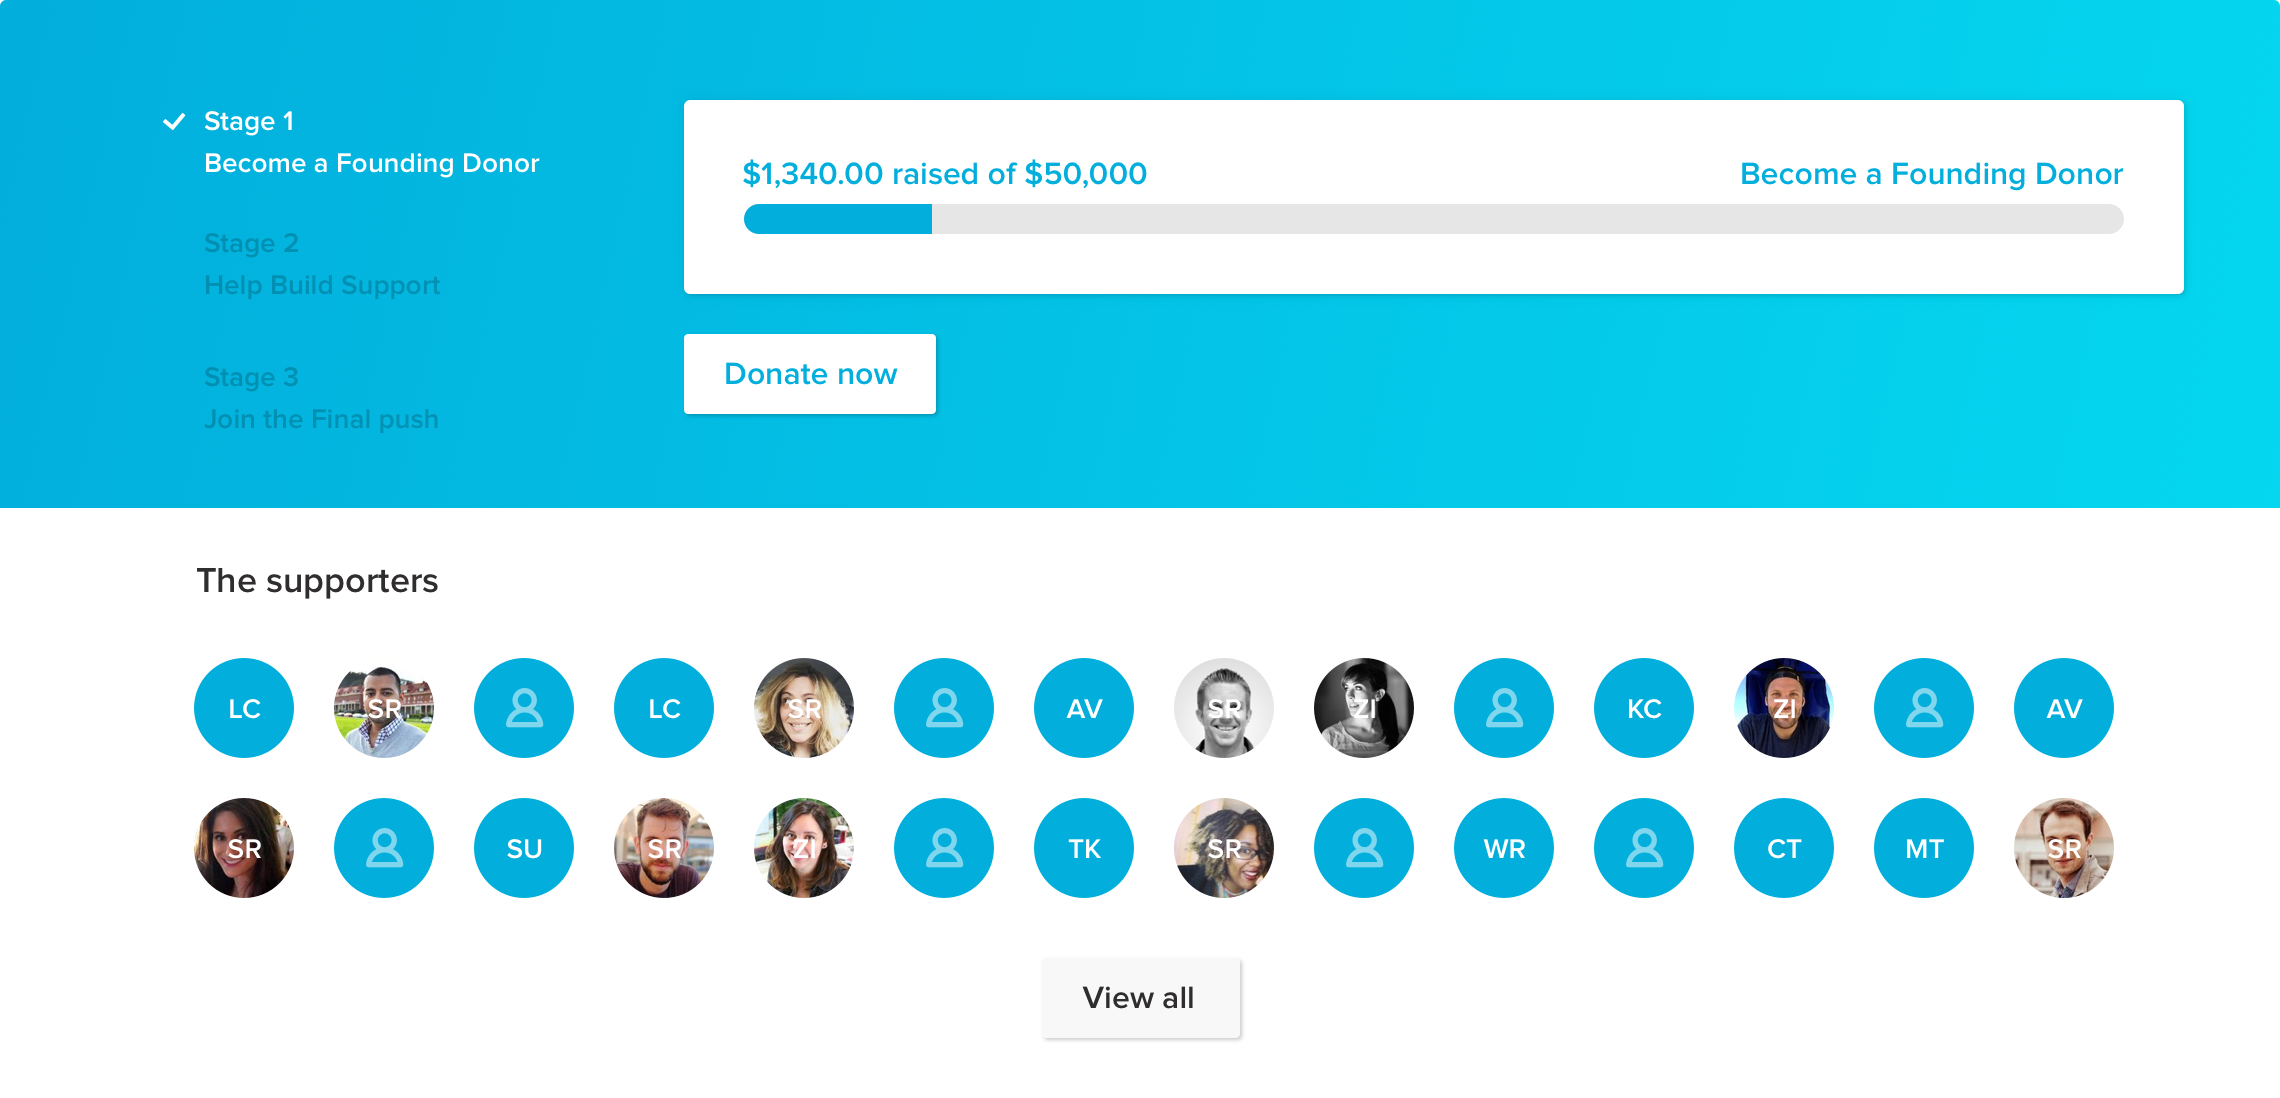 Stage 1
Become a Founding Donor
Stage 2
Help Build Support
Stage 3
Join the Final push
$1,340.00 raised of $50,000
Become a Founding Donor
Donate now
The supporters
LC SR LC SR AV SR ZI KC ZI AV
SR SU SR ZI TK SR WR CT MT SR
View all